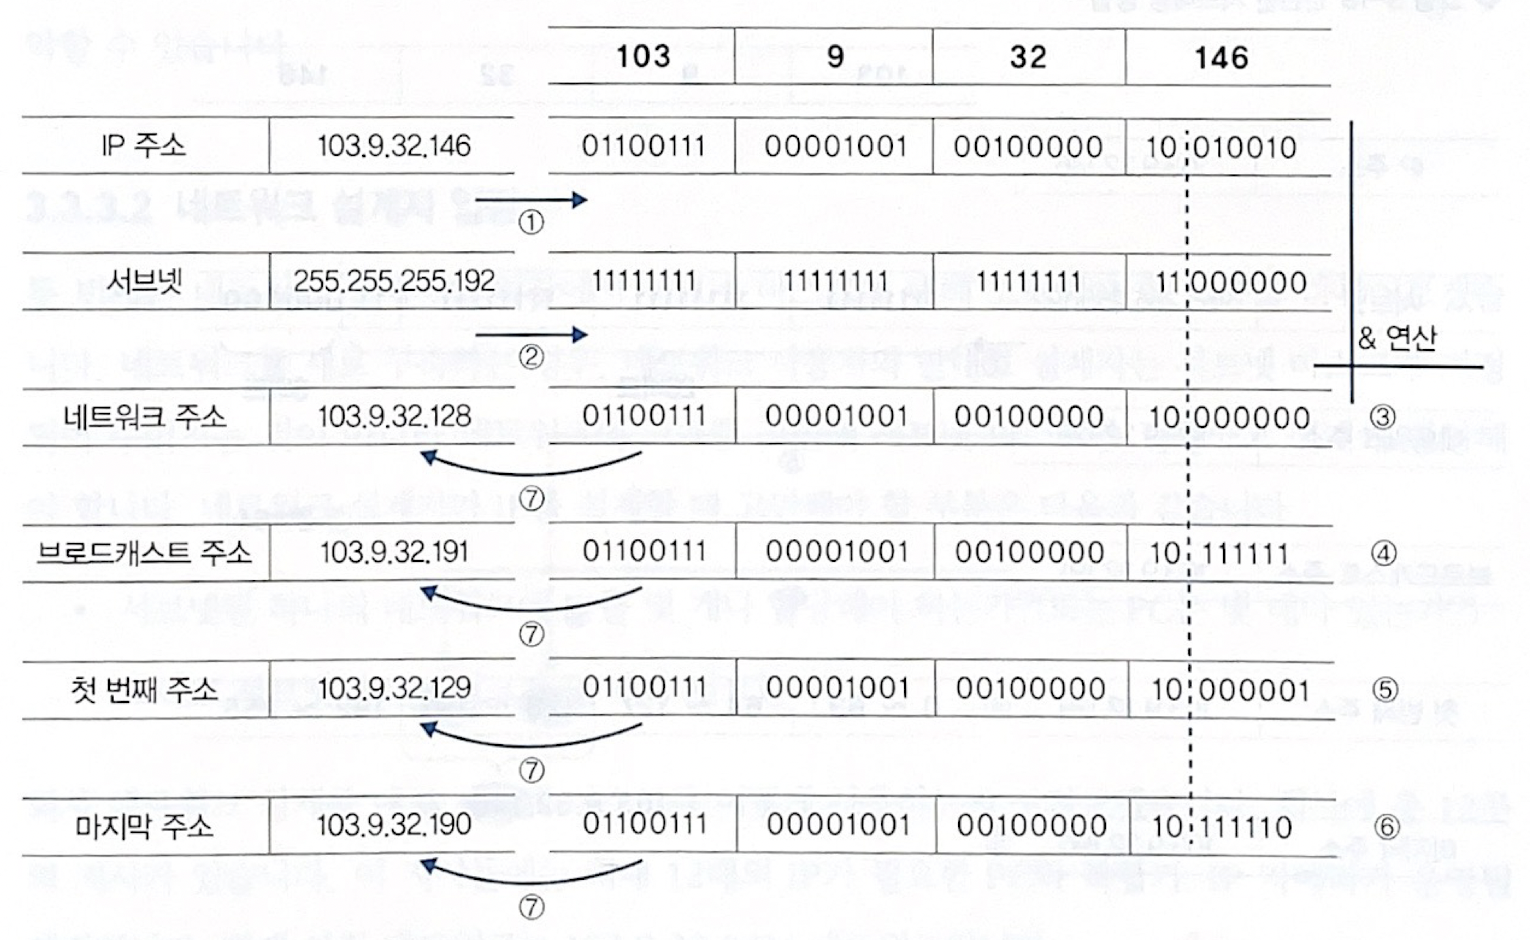 103 9 32 146
IP 주소 103.9.32.146 01100111 00001001 00100000 10 010010
①
서브넷 255.255.255.192 11111111 11111111 11111111 11 000000
② & 연산
네트워크 주소 103.9.32.128 01100111 00001001 00100000 10 000000 ③
⑦
브로드캐스트 주소 103.9.32.191 01100111 00001001 00100000 10 111111 ④
⑦
첫 번째 주소 103.9.32.129 01100111 00001001 00100000 10 000001 ⑤
⑦
마지막 주소 103.9.32.190 01100111 00001001 00100000 10 111110 ⑥
⑦